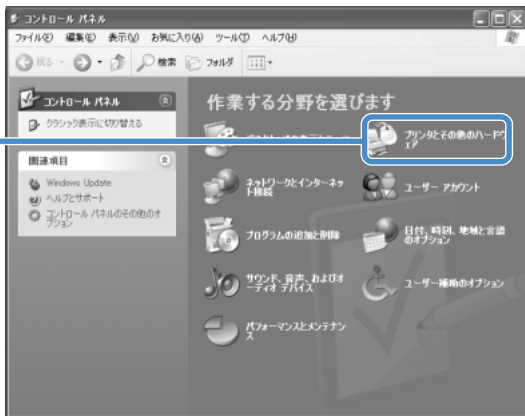 コントロール パネル
ファイル(F) 編集(E) 表示(V) お気に入り(A) ツール(T) ヘルプ(H)
戻る 検索 フォルダ
コントロール パネル
クラシック表示に切り替える
関連項目
Windows Update
ヘルプとサポート
コントロール パネルのその他のオ
プション
作業する分野を選びます
プリンタとその他のハードウ
ェア
ネットワークとインターネッ
ト接続
ユーザー アカウント
プログラムの追加と削除
日付、時刻、地域と言語
のオプション
サウンド、音声、およびオ
ーディオ デバイス
ユーザー補助のオプション
パフォーマンスとメンテナン
ス